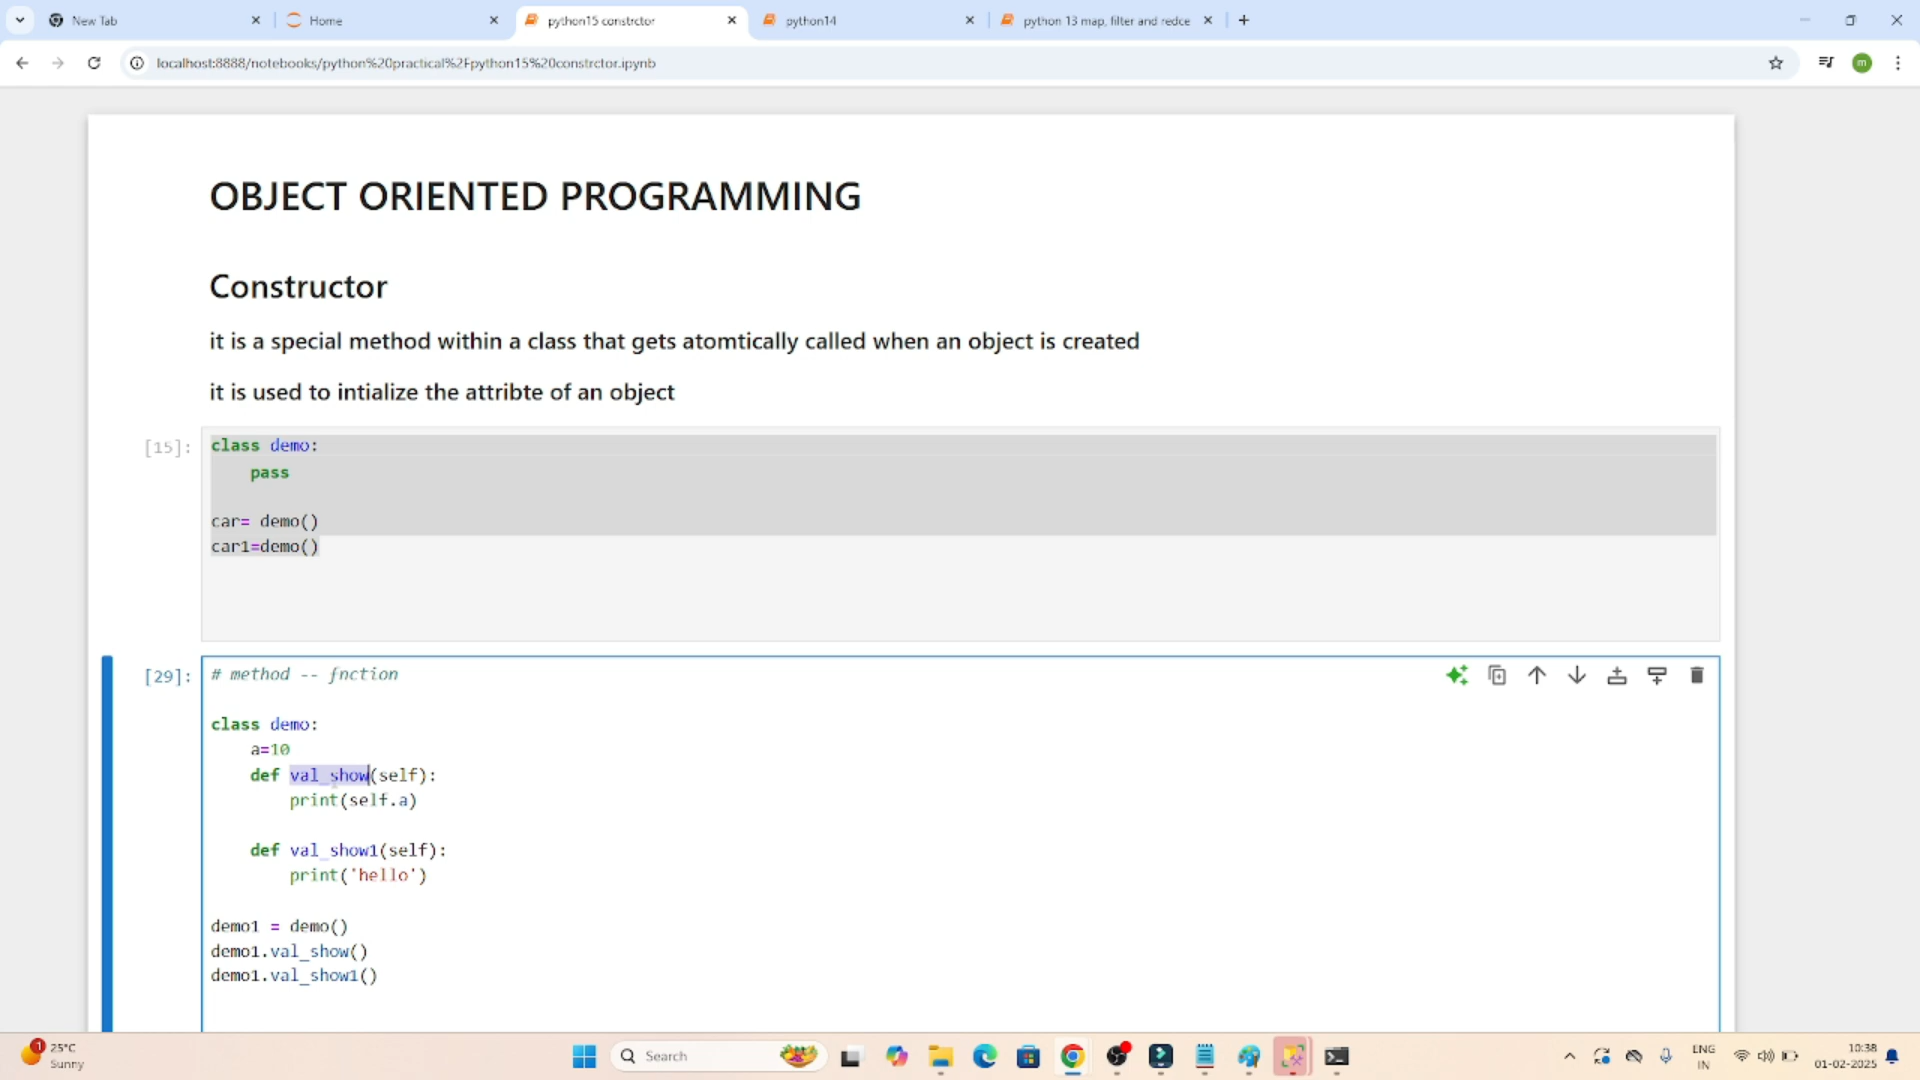 New Tab
Home
python15 constrctor
python14
python 13 map, filter and redce
localhost:8888/notebooks/python%20practical%2Fpython15%20constrctor.ipynb
m
OBJECT ORIENTED PROGRAMMING
Constructor
it is a special method within a class that gets atomtically called when an object is created
it is used to intialize the attribte of an object
[15]:
class demo:
pass
car= demo()
car1=demo()
[29]:
# method -- fnction
class demo:
a=10
def val_show(self):
print(self.a)
def val_show1(self):
print('hello')
demo1 = demo()
demo1.val_show()
demo1.val_show1()
1
25°C
Sunny
Search
ENG
IN
10:38
01-02-2025